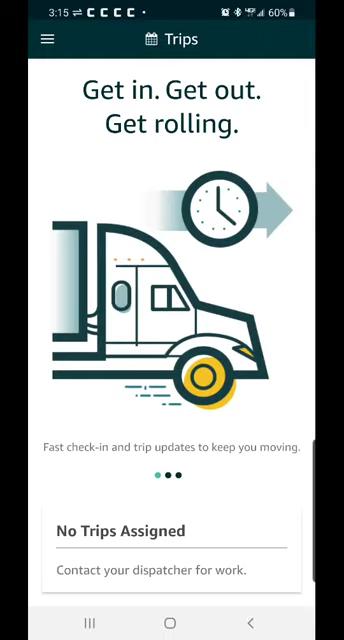 3:15 C C C C • 60%
Trips
Get in. Get out.
Get rolling.
Fast check-in and trip updates to keep you moving.
No Trips Assigned
Contact your dispatcher for work.